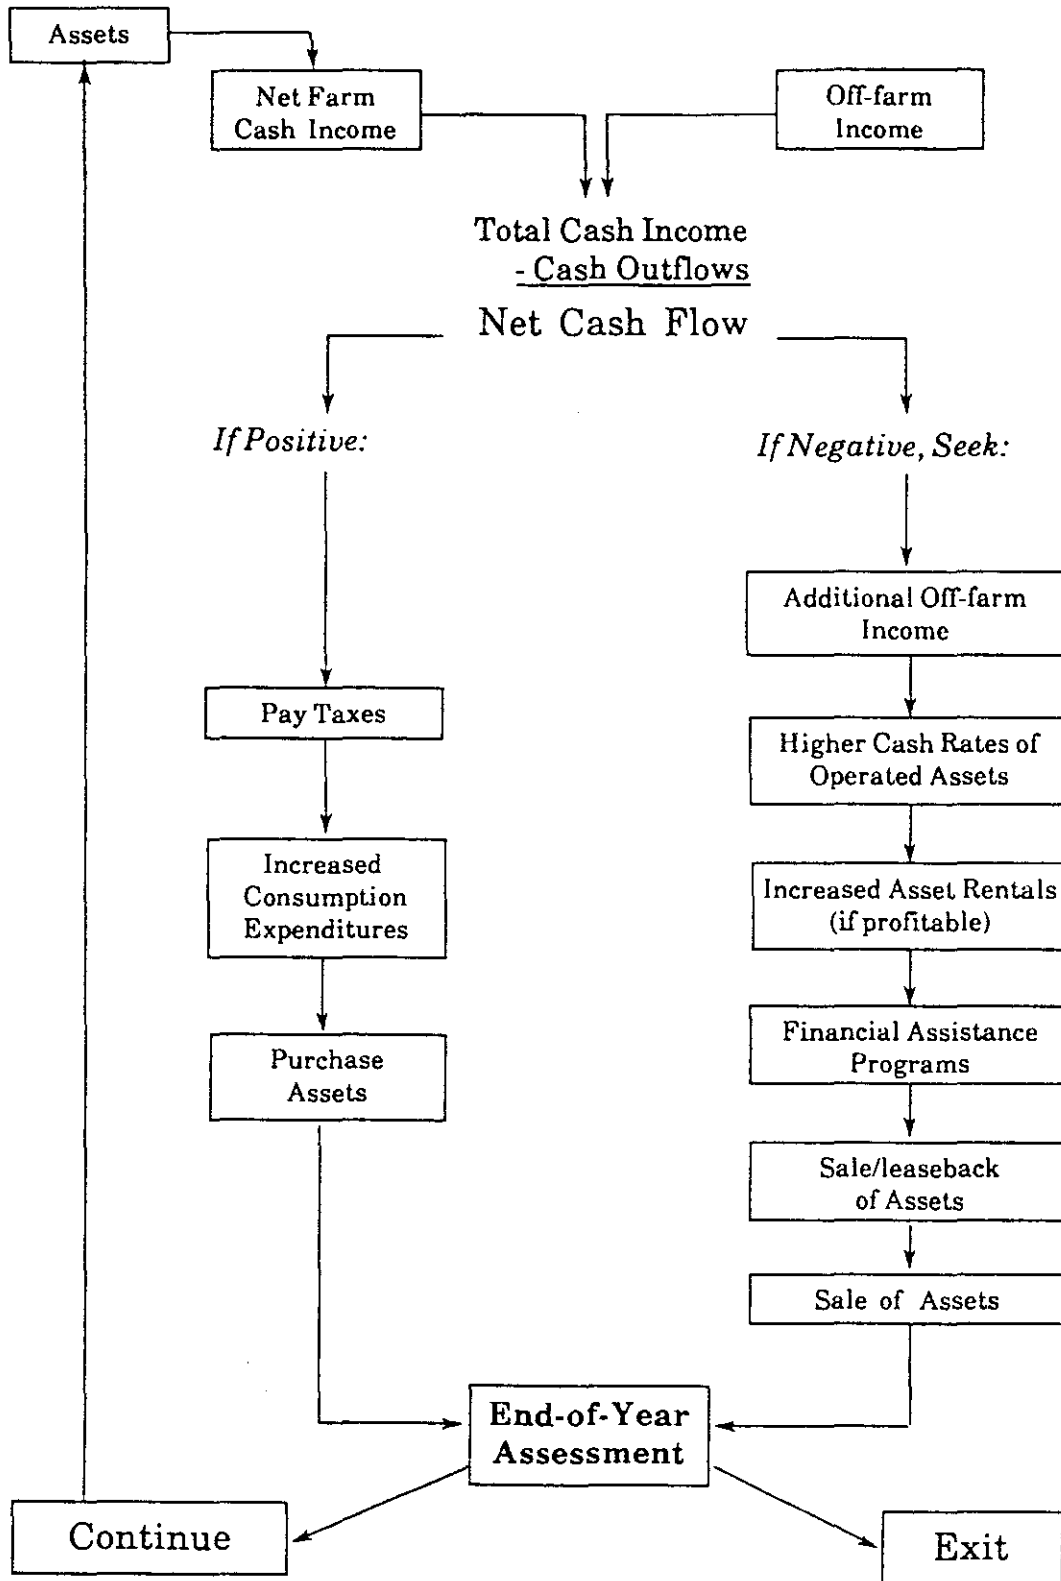 Assets
Net Farm
Cash Income
Off-farm
Income
Total Cash Income
- Cash Outflows
Net Cash Flow
If Positive:
If Negative, Seek:
Pay Taxes
Increased
Consumption
Expenditures
Purchase
Assets
Additional Off-farm
Income
Higher Cash Rates of
Operated Assets
Increased Asset Rentals
(if profitable)
Financial Assistance
Programs
Sale/leaseback
of Assets
Sale of Assets
End-of-Year
Assessment
Continue
Exit